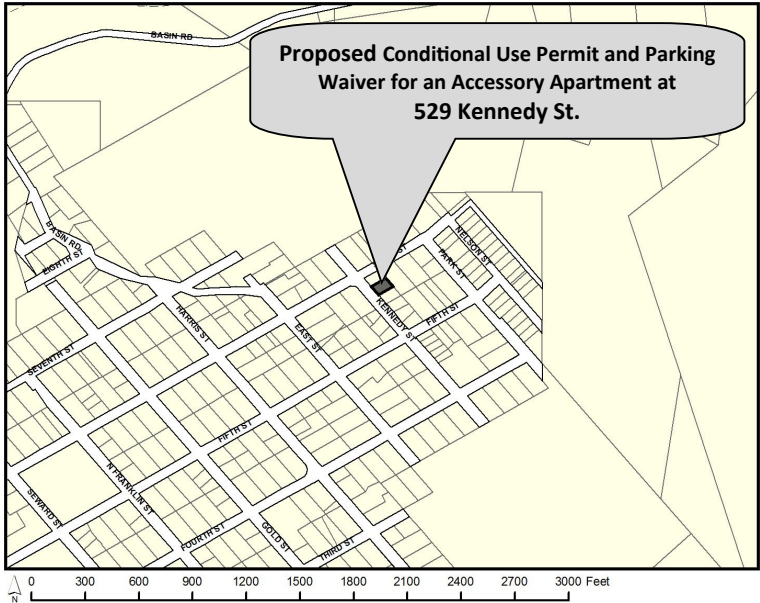 BASIN RD
Proposed Conditional Use Permit and Parking
Waiver for an Accessory Apartment at
529 Kennedy St.
BASIN RD
EIGHTH ST
NELSON ST
ST
PARK ST
HARRIS ST
KENNEDY ST
FIFTH ST
EAST ST
SEVENTH ST
FIFTH ST
N FRANKLIN ST
SEWARD ST
GOLD ST
FOURTH ST
THIRD ST
N
0 300 600 900 1200 1500 1800 2100 2400 2700 3000 Feet